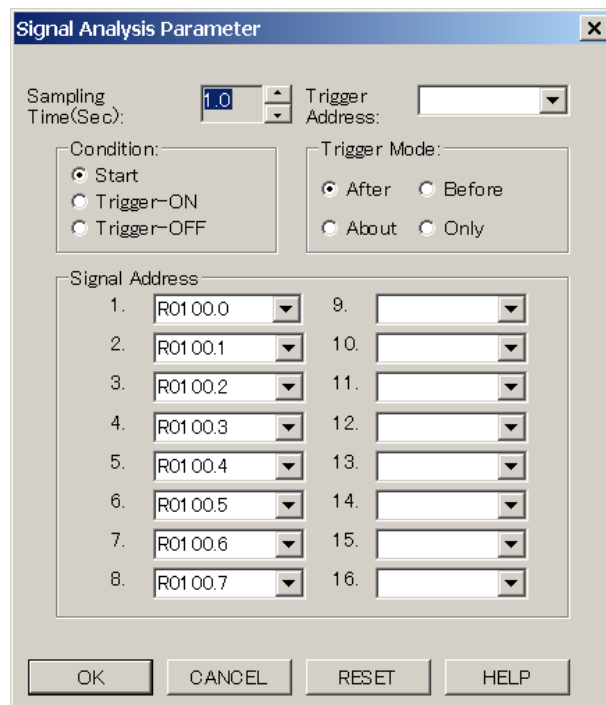 Signal Analysis Parameter
Sampling Time(Sec): 1.0
Trigger Address:
Condition:
Start
Trigger-ON
Trigger-OFF
Trigger Mode:
After Before
About Only
Signal Address
1. R0100.0 9.
2. R0100.1 10.
3. R0100.2 11.
4. R0100.3 12.
5. R0100.4 13.
6. R0100.5 14.
7. R0100.6 15.
8. R0100.7 16.
OK CANCEL RESET HELP